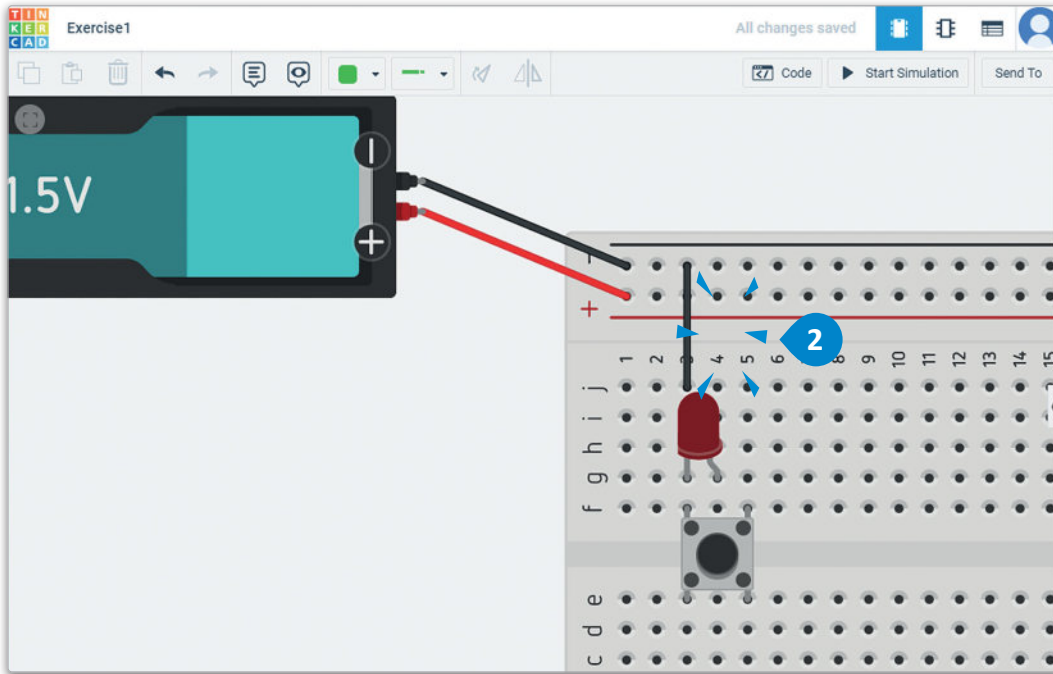 TIN
KER
CAD
Exercise1
All changes saved
Code
Start Simulation
Send To
1.5V
2
1 2 3 4 5 6 8 9 10 11 12 13 14 15
j
i
h
g
f
e
d
c